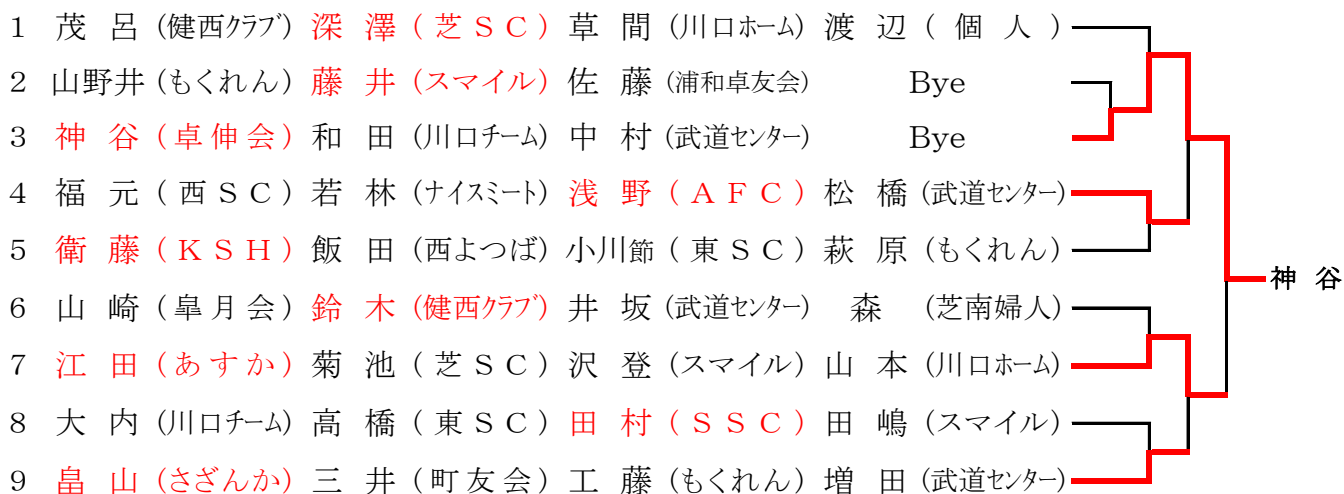 1 茂 呂 (健西クラブ) 深 澤 (芝SC) 草 間 (川口ホーム) 渡 辺 (個 人)
2 山野井 (もくれん) 藤 井 (スマイル) 佐 藤 (浦和卓友会) Bye
3 神 谷 (卓伸会) 和 田 (川口チーム) 中 村 (武道センター) Bye
4 福 元 (西SC) 若 林 (ナイスミート) 浅 野 (AFC) 松 橋 (武道センター)
5 衛 藤 (KSH) 飯 田 (西よつば) 小川節 (東SC) 萩 原 (もくれん)
神 谷
6 山 崎 (皐月会) 鈴 木 (健西クラブ) 井 坂 (武道センター) 森 (芝南婦人)
7 江 田 (あすか) 菊 池 (芝SC) 沢 登 (スマイル) 山 本 (川口ホーム)
8 大 内 (川口チーム) 高 橋 (東SC) 田 村 (SSC) 田 嶋 (スマイル)
9 畠 山 (さざんか) 三 井 (町友会) 工 藤 (もくれん) 増 田 (武道センター)